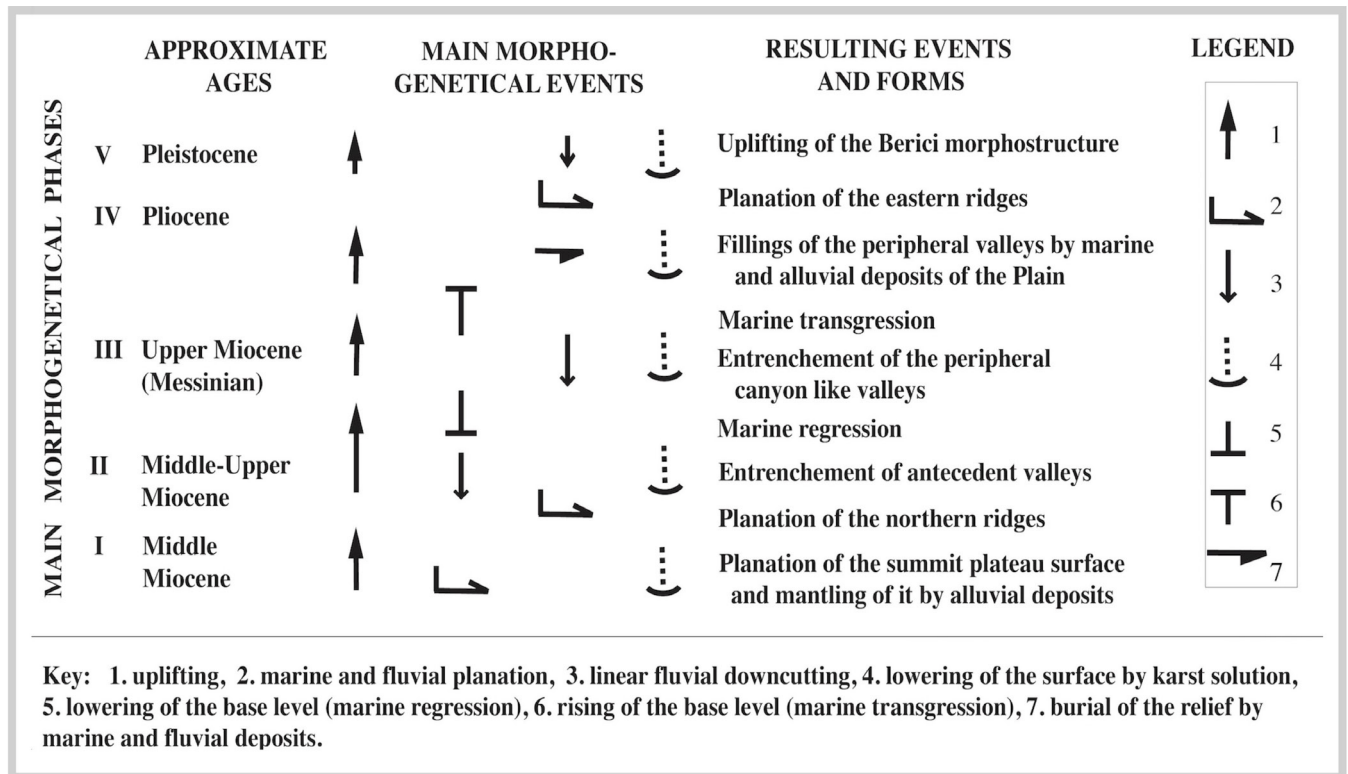 APPROXIMATE
AGES
MAIN MORPHO-
GENETICAL EVENTS
RESULTING EVENTS
AND FORMS
LEGEND
MAIN MORPHOGENETICAL PHASES
V Pleistocene
Uplifting of the Berici morphostructure
1
IV Pliocene
Planation of the eastern ridges
2
Fillings of the peripheral valleys by marine
and alluvial deposits of the Plain
3
Marine transgression
III Upper Miocene
(Messinian)
Entrenchement of the peripheral
canyon like valleys
4
Marine regression
5
II Middle-Upper
Miocene
Entrenchement of antecedent valleys
6
Planation of the northern ridges
I Middle
Miocene
Planation of the summit plateau surface
and mantling of it by alluvial deposits
7
Key: 1. uplifting, 2. marine and fluvial planation, 3. linear fluvial downcutting, 4. lowering of the surface by karst solution,
5. lowering of the base level (marine regression), 6. rising of the base level (marine transgression), 7. burial of the relief by
marine and fluvial deposits.